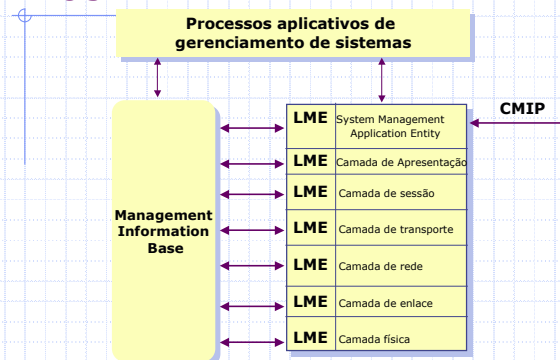 Processos aplicativos de
gerenciamento de sistemas
CMIP
LME System Management
Application Entity
LME Camada de Apresentação
LME Camada de sessão
Management
Information
Base
LME Camada de transporte
LME Camada de rede
LME Camada de enlace
LME Camada física